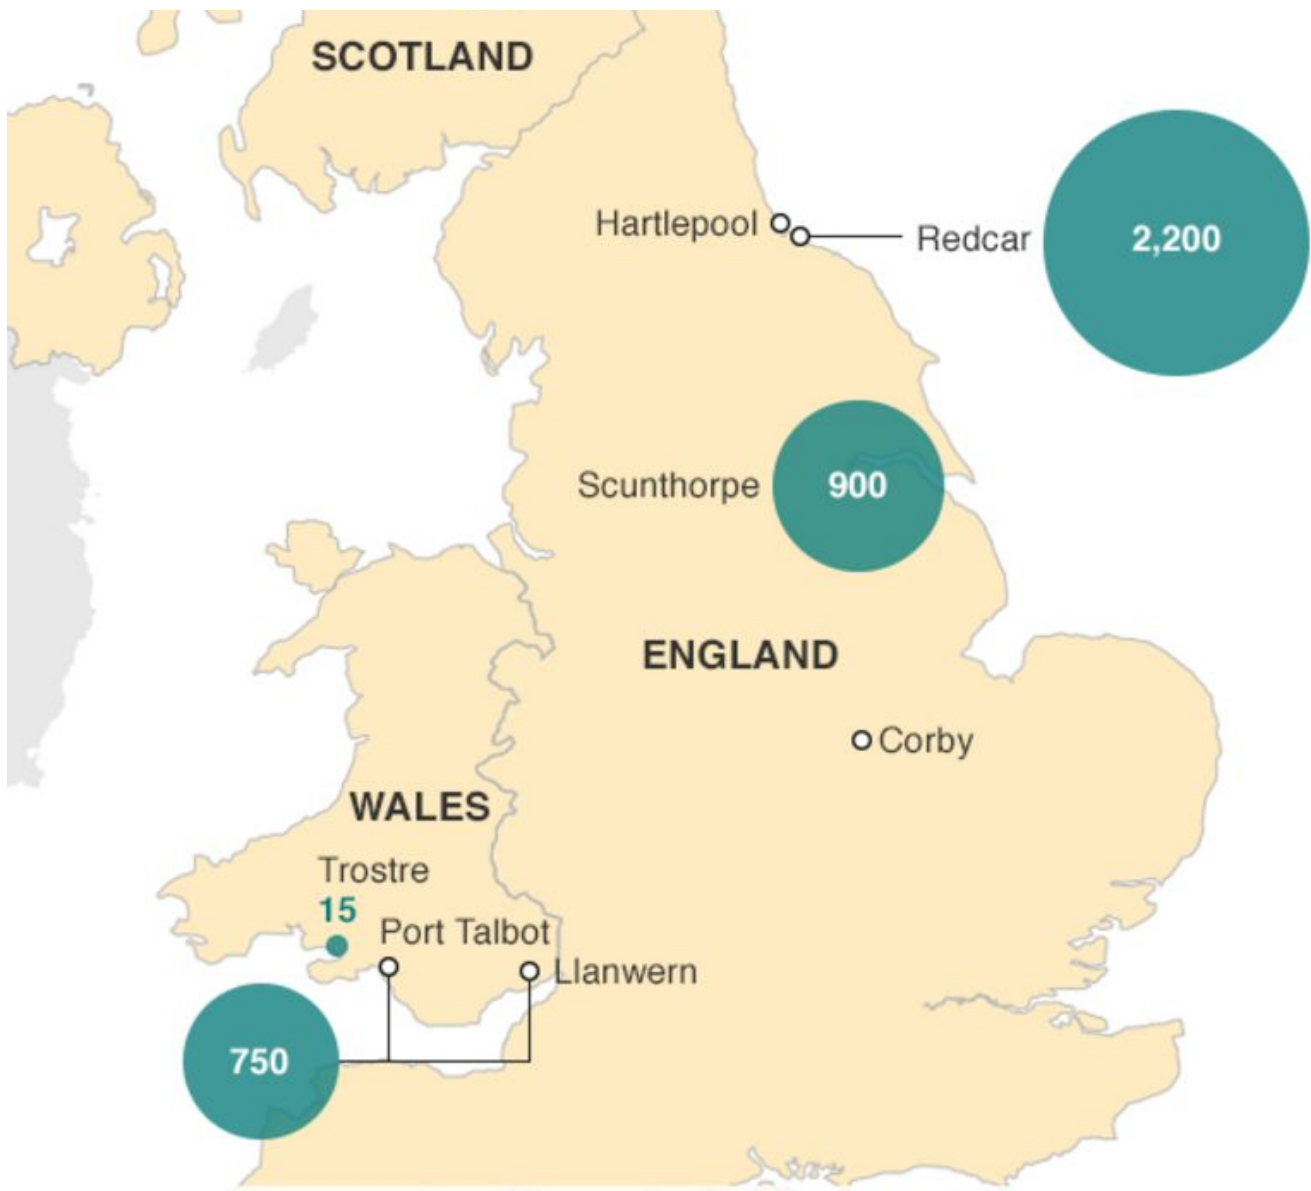 SCOTLAND
Hartlepool
Redcar
2,200
Scunthorpe
900
ENGLAND
Corby
WALES
Trostre
15
Port Talbot
Llanwern
750